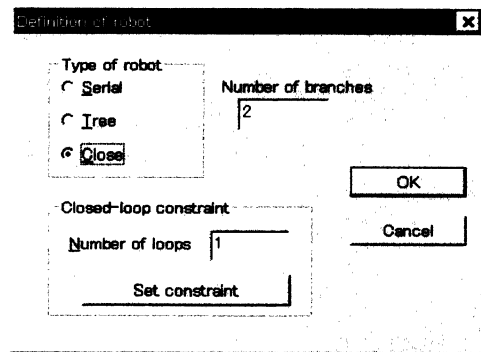 Definition of robot
Type of robot
Serial
Tree
Close
Number of branches
2
OK
Closed-loop constraint
Number of loops 1
Cancel
Set constraint